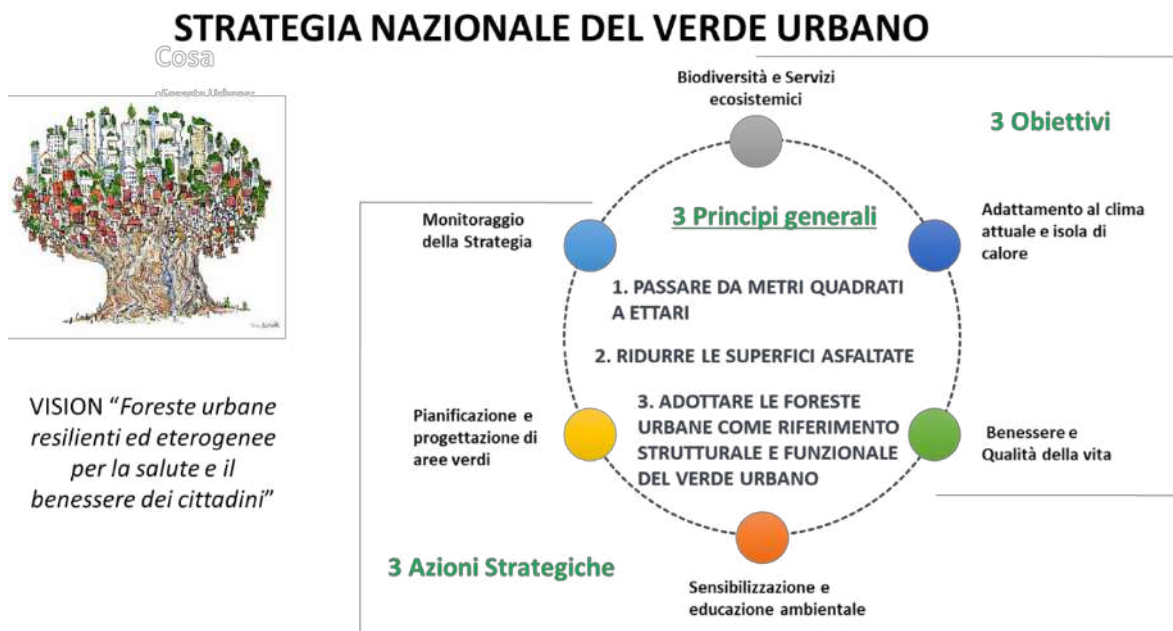 STRATEGIA NAZIONALE DEL VERDE URBANO
Cosa
VISION “Foreste urbane
resilienti ed eterogenee
per la salute e il
benessere dei cittadini”
3 Obiettivi
Biodiversità e Servizi
ecosistemici
Adattamento al clima
attuale e isola di
calore
Benessere e
Qualità della vita
3 Principi generali
1. PASSARE DA METRI QUADRATI
A ETTARI
2. RIDURRE LE SUPERFICI ASFALTATE
3. ADOTTARE LE FORESTE
URBANE COME RIFERIMENTO
STRUTTURALE E FUNZIONALE
DEL VERDE URBANO
Monitoraggio
della Strategia
Pianificazione e
progettazione di
aree verdi
3 Azioni Strategiche
Sensibilizzazione e
educazione ambientale